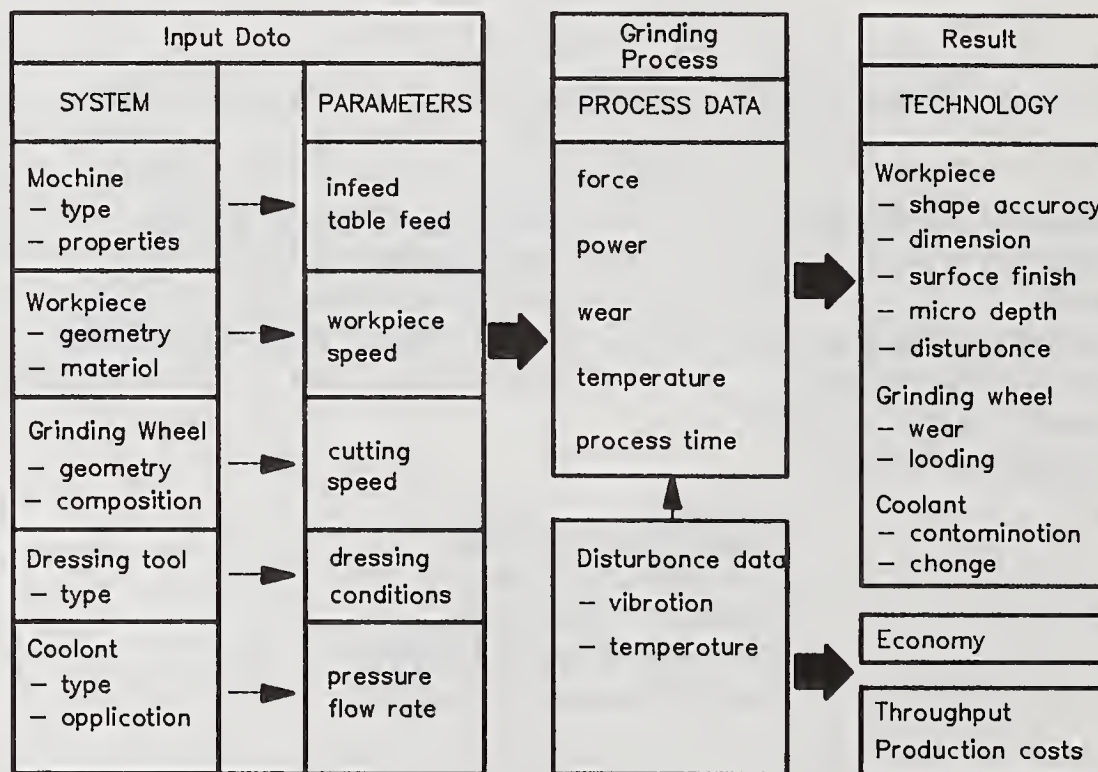 Input Doto
SYSTEM
PARAMETERS
Mochine
– type
– properties
infeed
table feed
Workpiece
– geometry
– moteriol
workpiece
speed
Grinding Wheel
– geometry
– composition
cutting
speed
Dressing tool
– type
dressing
conditions
Coolont
– type
– opplicotion
pressure
flow rate
Grinding
Process
PROCESS DATA
force
power
wear
temperature
process time
Disturbonce data
– vibrotion
– temperoture
Result
TECHNOLOGY
Workpiece
– shape accurocy
– dimension
– surfoce finish
– micro depth
– disturbonce
Grinding wheel
– wear
– looding
Coolant
– contominotion
– chonge
Economy
Throughput
Production costs